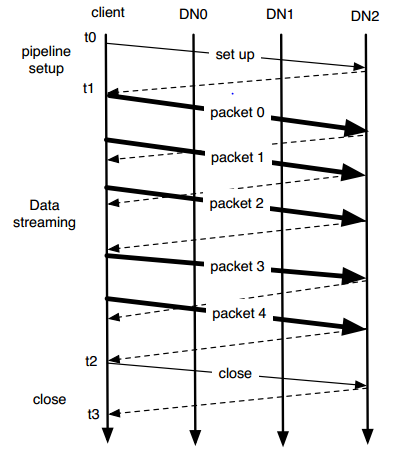 client DN0 DN1 DN2
t0
pipeline
setup
set up
t1
packet 0
packet 1
packet 2
Data
streaming
packet 3
packet 4
t2
close
close
t3